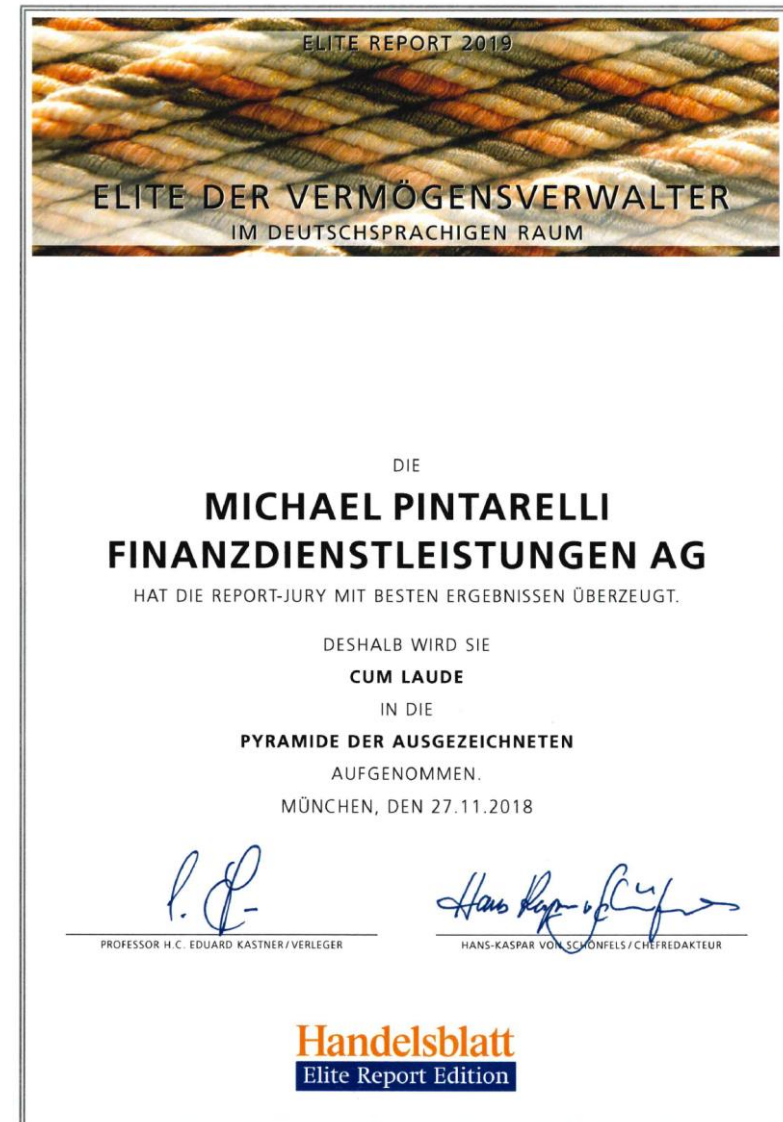 ELITE REPORT 2019
ELITE DER VERMÖGENSVERWALTER
IM DEUTSCHSPRACHIGEN RAUM
DIE
MICHAEL PINTARELLI
FINANZDIENSTLEISTUNGEN AG
HAT DIE REPORT-JURY MIT BESTEN ERGEBNISSEN ÜBERZEUGT.
DESHALB WIRD SIE
CUM LAUDE
IN DIE
PYRAMIDE DER AUSGEZEICHNETEN
AUFGENOMMEN.
MÜNCHEN, DEN 27.11.2018
PROFESSOR H.C. EDUARD KASTNER / VERLEGER
HANS-KASPAR VON SCHÖNFELS / CHEFREDAKTEUR
Handelsblatt
Elite Report Edition